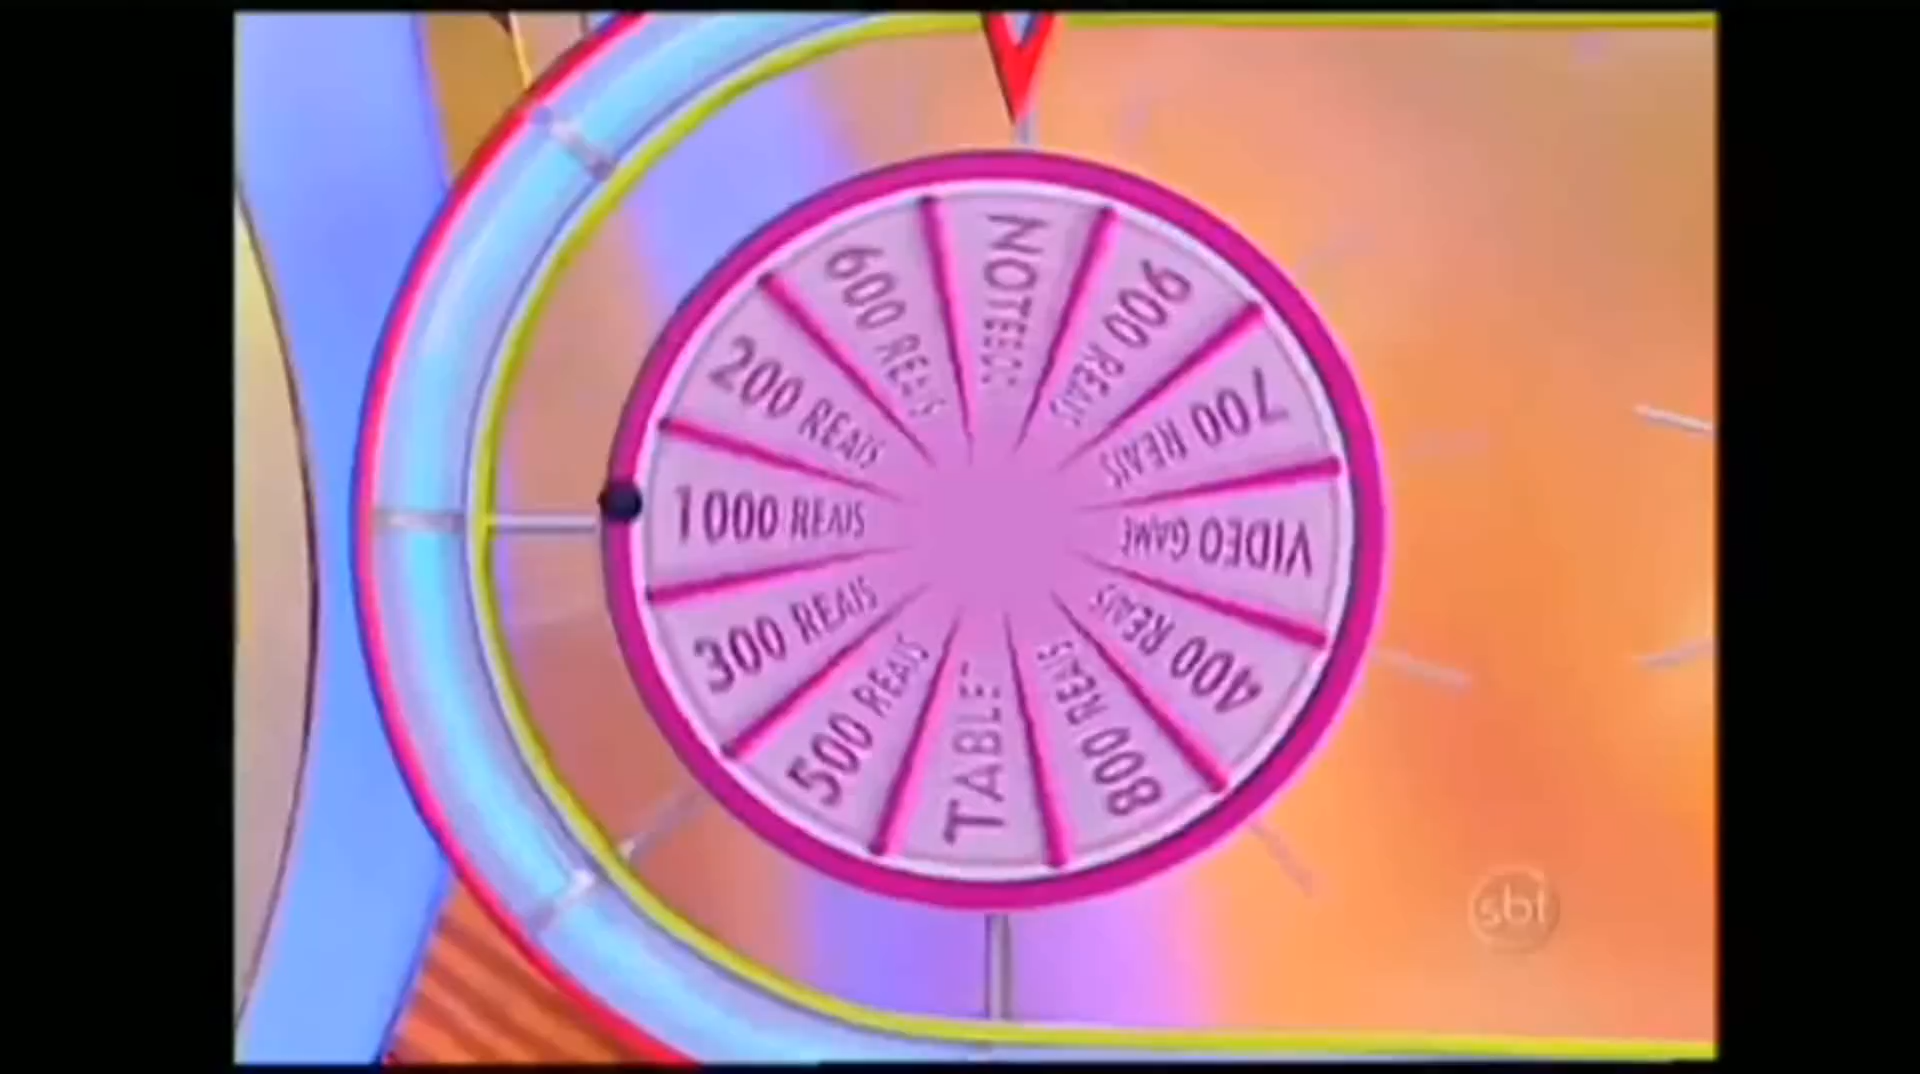 NOTEBOOK
900 REAIS
700 REAIS
VIDEO GAME
400 REAIS
800 REAIS
TABLET
500 REAIS
300 REAIS
1000 REAIS
200 REAIS
600 REAIS
sbt